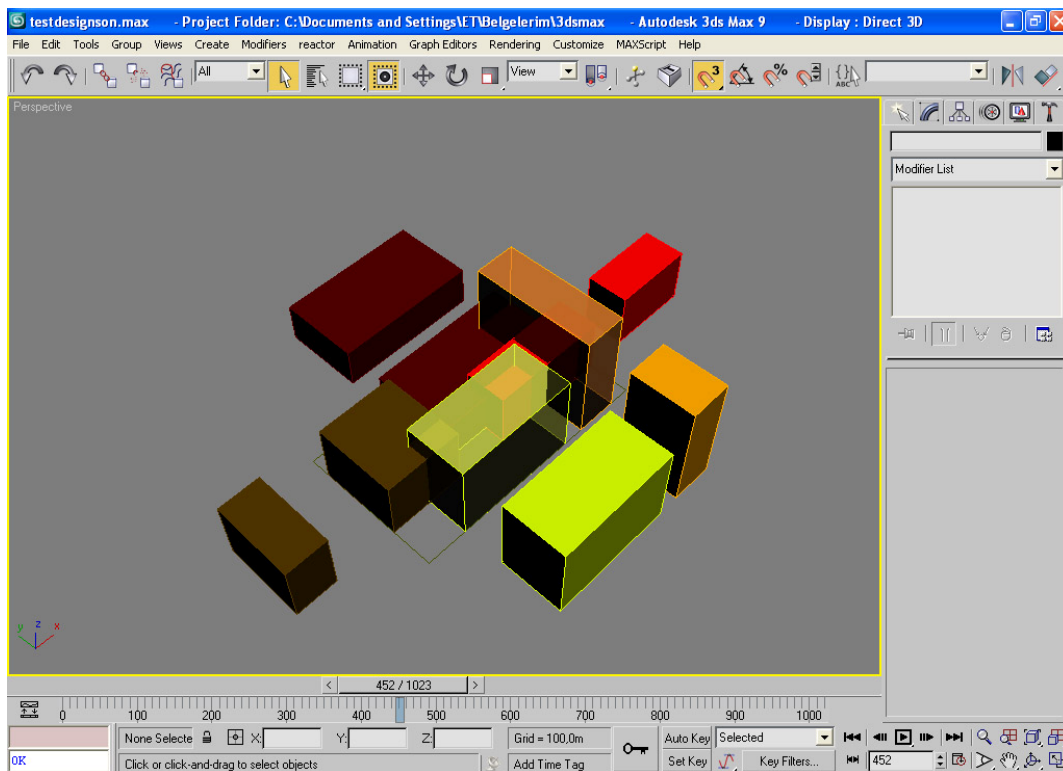 testdesignson.max - Project Folder: C:\Documents and Settings\ET\Belgelerim\3dsmax - Autodesk 3ds Max 9 - Display : Direct 3D
File Edit Tools Group Views Create Modifiers reactor Animation Graph Editors Rendering Customize MAXScript Help
All View 3 % ABC
Perspective
Modifier List
z
y x
452 / 1023
0 100 200 300 400 500 600 700 800 900 1000
None Selecte X: Y: Z: Grid = 100,0m Auto Key Selected
OK Click or click-and-drag to select objects Add Time Tag Set Key Key Filters... 452